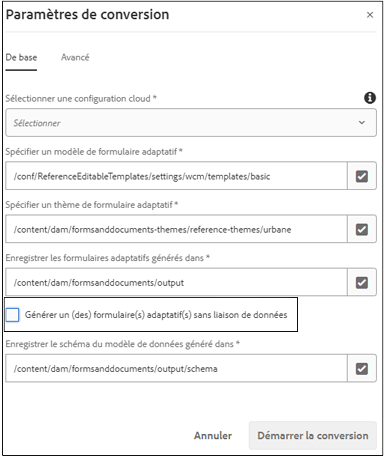 Paramètres de conversion
De base
Avancé
Sélectionner une configuration cloud *
Sélectionner
Spécifier un modèle de formulaire adaptatif *
/conf/ReferenceEditableTemplates/settings/wcm/templates/basic
Spécifier un thème de formulaire adaptatif *
/content/dam/formsanddocuments-themes/reference-themes/urbane
Enregistrer les formulaires adaptatifs générés dans *
/content/dam/formsanddocuments/output
Générer un (des) formulaire(s) adaptatif(s) sans liaison de données
Enregistrer le schéma du modèle de données généré dans *
/content/dam/formsanddocuments/output/schema
Annuler
Démarrer la conversion